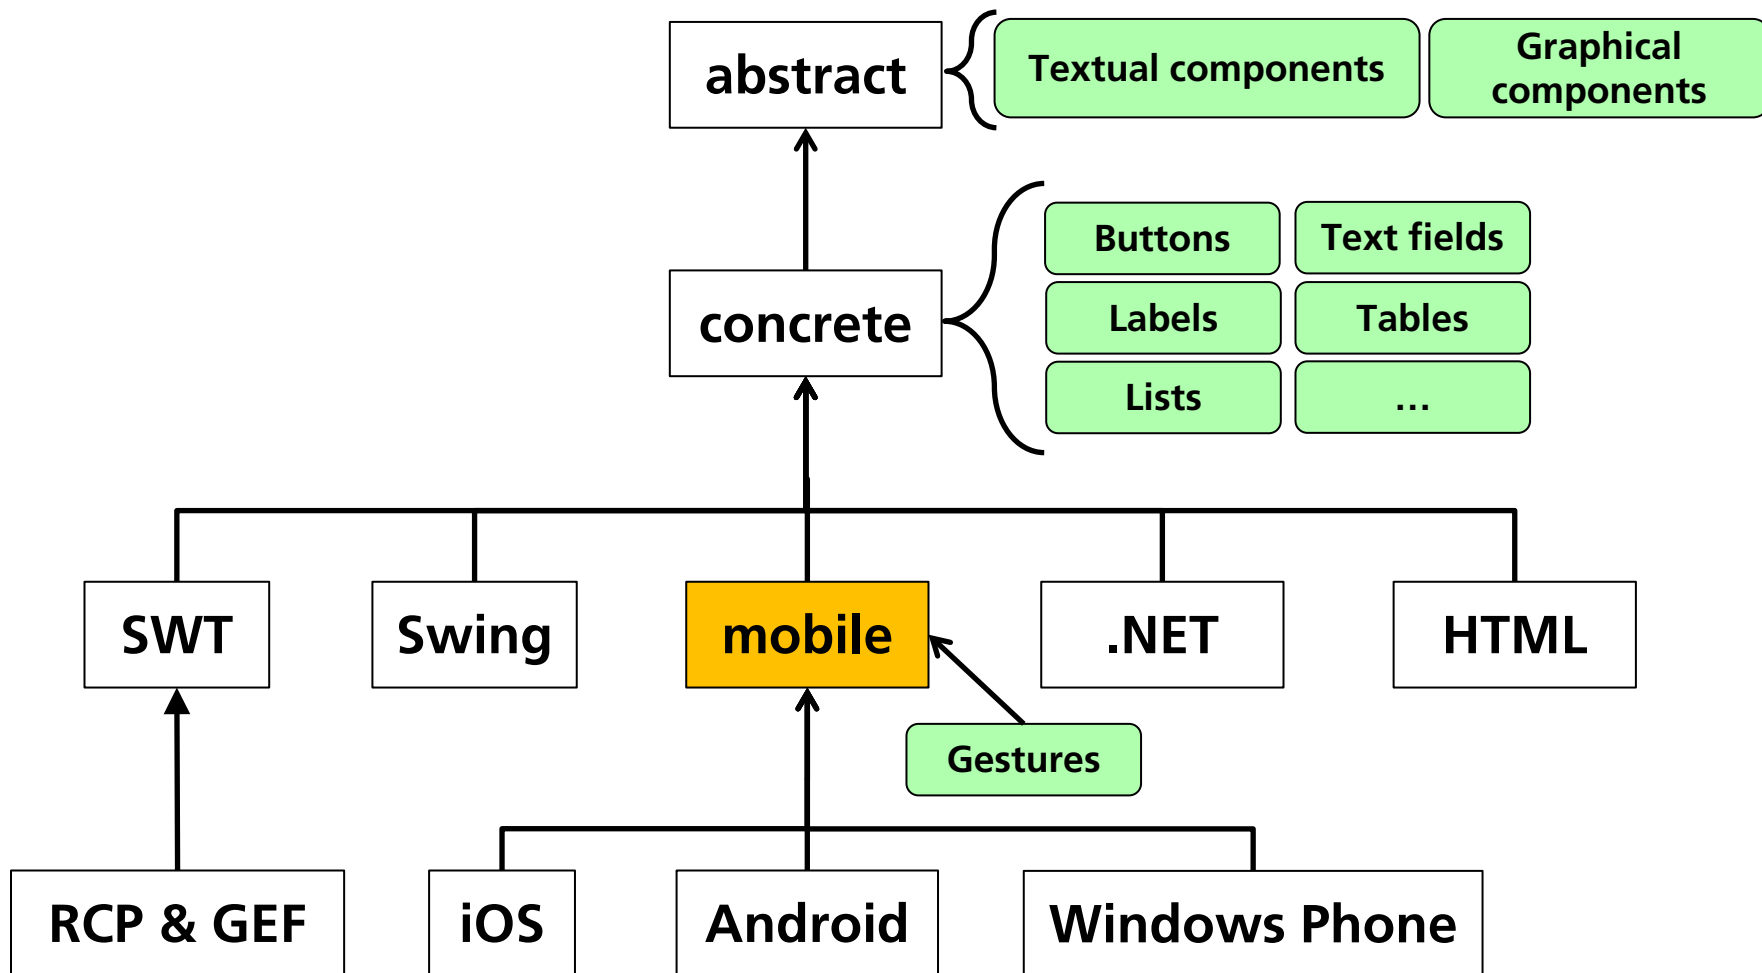 abstract
Textual components
Graphical
components
concrete
Buttons
Text fields
Labels
Tables
Lists
...
SWT
Swing
mobile
.NET
HTML
Gestures
RCP & GEF
iOS
Android
Windows Phone